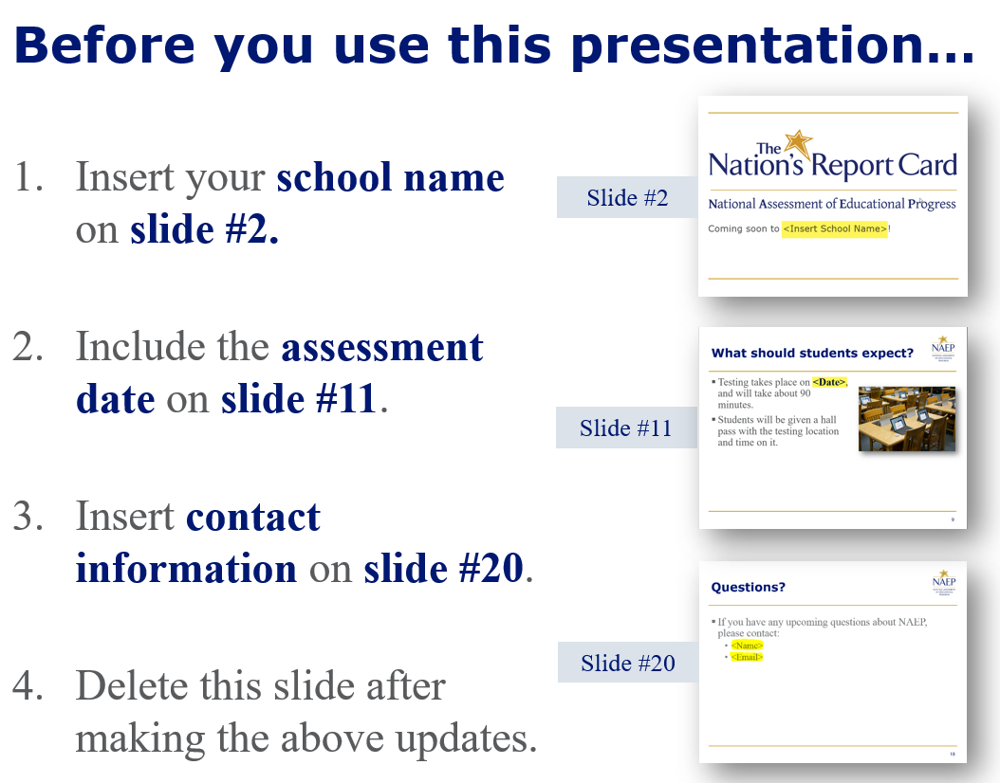 Before you use this presentation...
1. Insert your school name
on slide #2.
2. Include the assessment
date on slide #11.
3. Insert contact
information on slide #20.
4. Delete this slide after
making the above updates.
Slide #2
The
Nation's Report Card
National Assessment of Educational Progress
Coming soon to <Insert School Name>!
Slide #11
What should students expect?
NAEP
▪ Testing takes place on <Date>,
and will take about 90
minutes.
▪ Students will be given a hall
pass with the testing location
and time on it.
9
Slide #20
Questions?
NAEP
▪ If you have any upcoming questions about NAEP,
please contact:
• <Name>
• <Email>
18